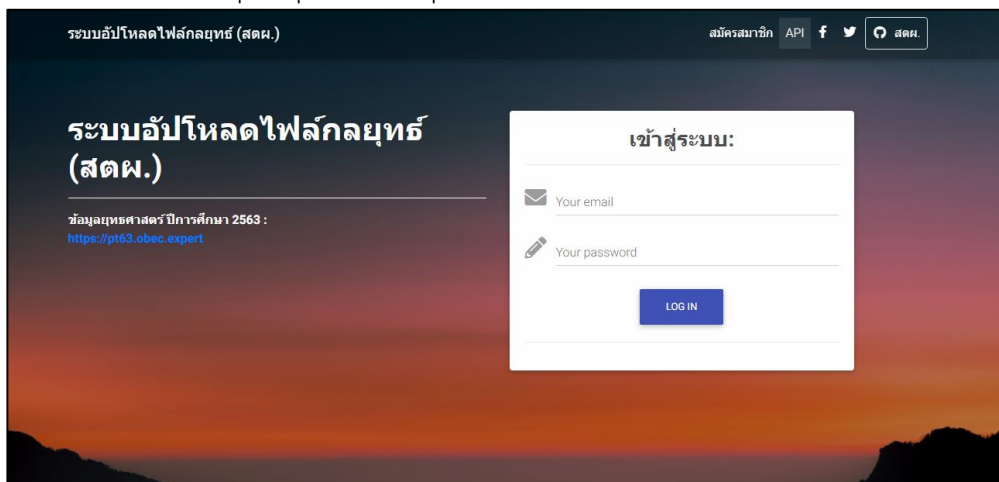 ระบบอัปโหลดไฟล์กลยุทธ์ (สตผ.)
สมัครสมาชิก API สตผ.
ระบบอัปโหลดไฟล์กลยุทธ์
(สตผ.)
ข้อมูลยุทธศาสตร์ ปีการศึกษา 2563 :
https://pt63.obec.expert
เข้าสู่ระบบ:
Your email
Your password
LOG IN